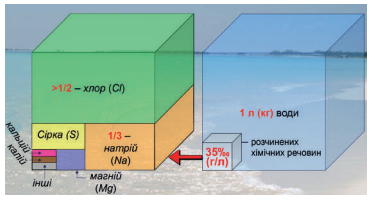 >1/2 – хлор (Cl)
1 л (кг) води
Сірка (S)
1/3 –
натрій
(Na)
кальцій
калій
інші
магній
(Mg)
35‰
(г/л)
розчинених
хімічних речовин